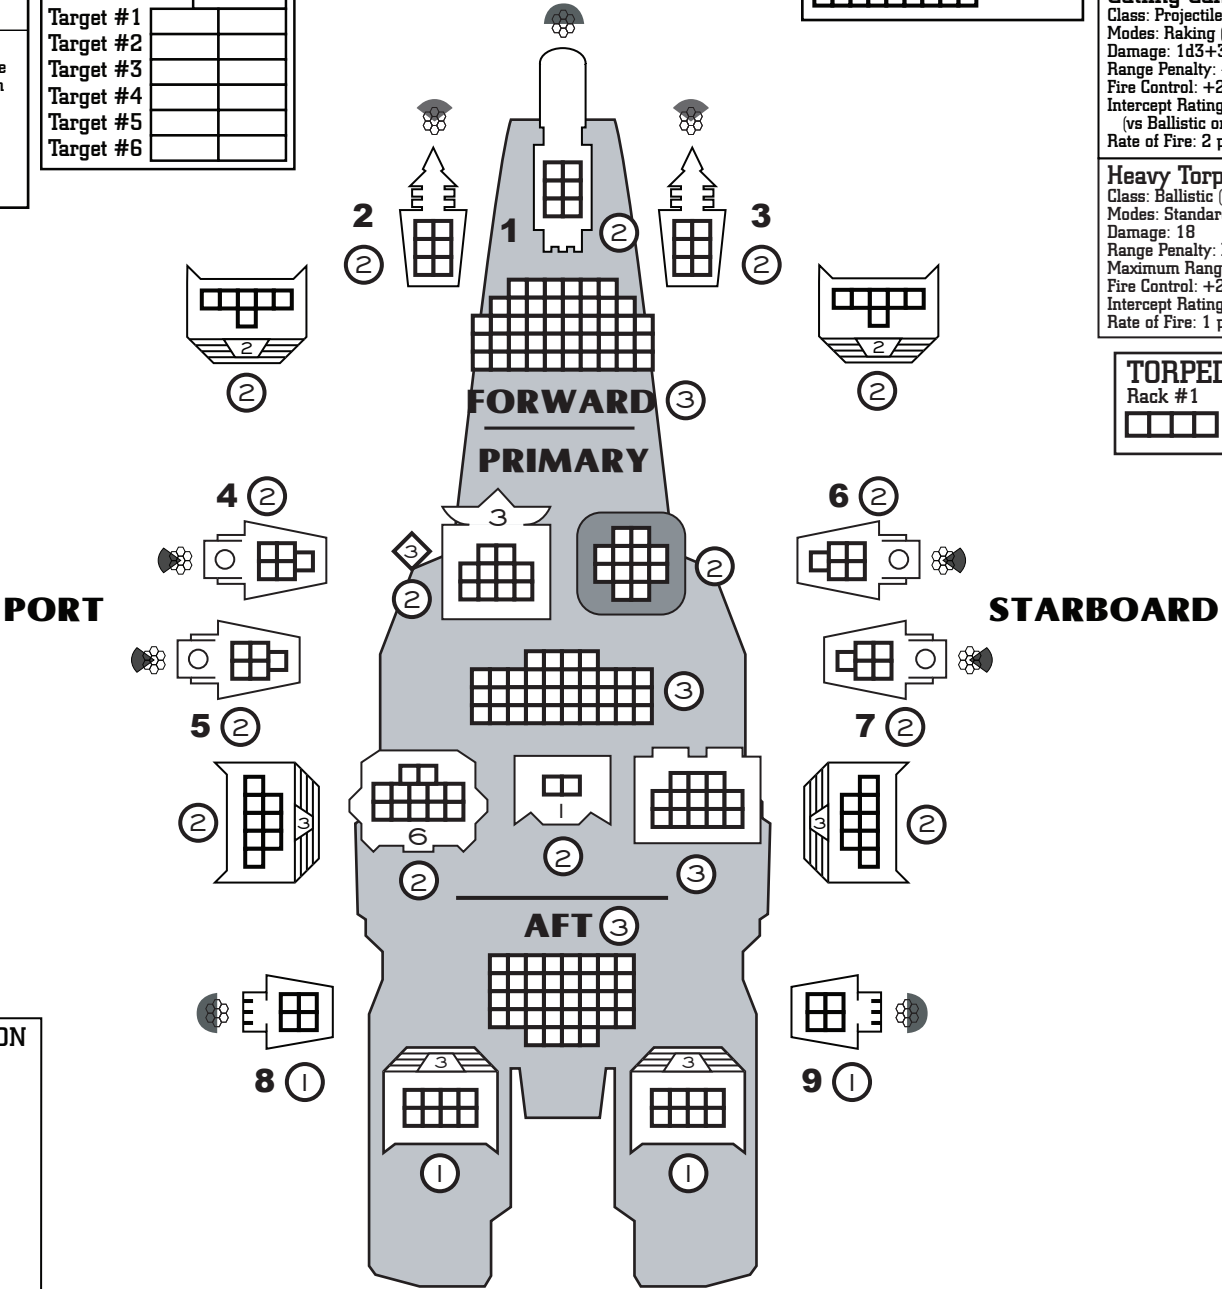 Target #1
Target #2
Target #3
Target #4
Target #5
Target #6
Class: Projectile
Modes: Raking
Damage: 1d3+3
Range Penalty:
Fire Control: +2
Intercept Rating
(vs Ballistic
Rate of Fire: 2
Heavy
Class: Ballistic
Modes:
Damage: 18
Range Penalty:
Maximum
Fire Control: +2
Intercept Rating
Rate of Fire: 1
Rack #1
2 1 2 3
2 2
2 2
2 2
FORWARD 3
PRIMARY
4 2 6 2
3
3
2 2
PORT STARBOARD
3
5 2 7 2
2 3 3 2
6 1
2 2 3
AFT 3
ON
8 1 9 1
3 3
1 1